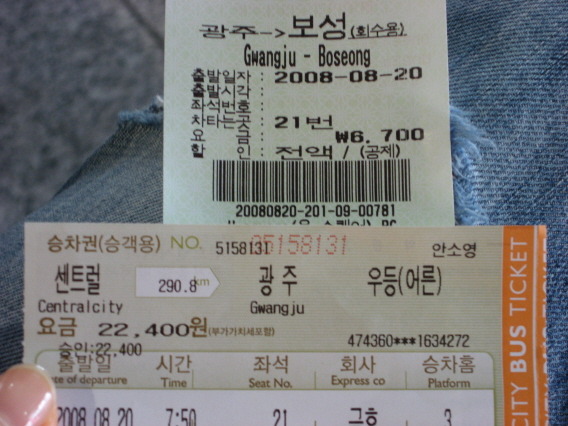 광주-> 보성(회수용)
Gwangju - Boseong
출발일자 : 2008-08-20
출발시각 :
좌석번호 :
차타는곳 : 21번
요 금 : ₩6,700
할 인 : 전액 / (공제)
20080820-201-09-00781
승차권(승객용) NO. 5158131 05158131 안소영
센트럴 290.8km 광주 우등(어른)
Centralcity Gwangju
요금 22,400원(부가가치세포함)
승인:22,400 474360***1634272
출발일 시간 좌석 회사 승차홈
Date of departure Time Seat No. Express co Platform
2008.08.20 7:50 21 금호 3
CITY BUS TICKET